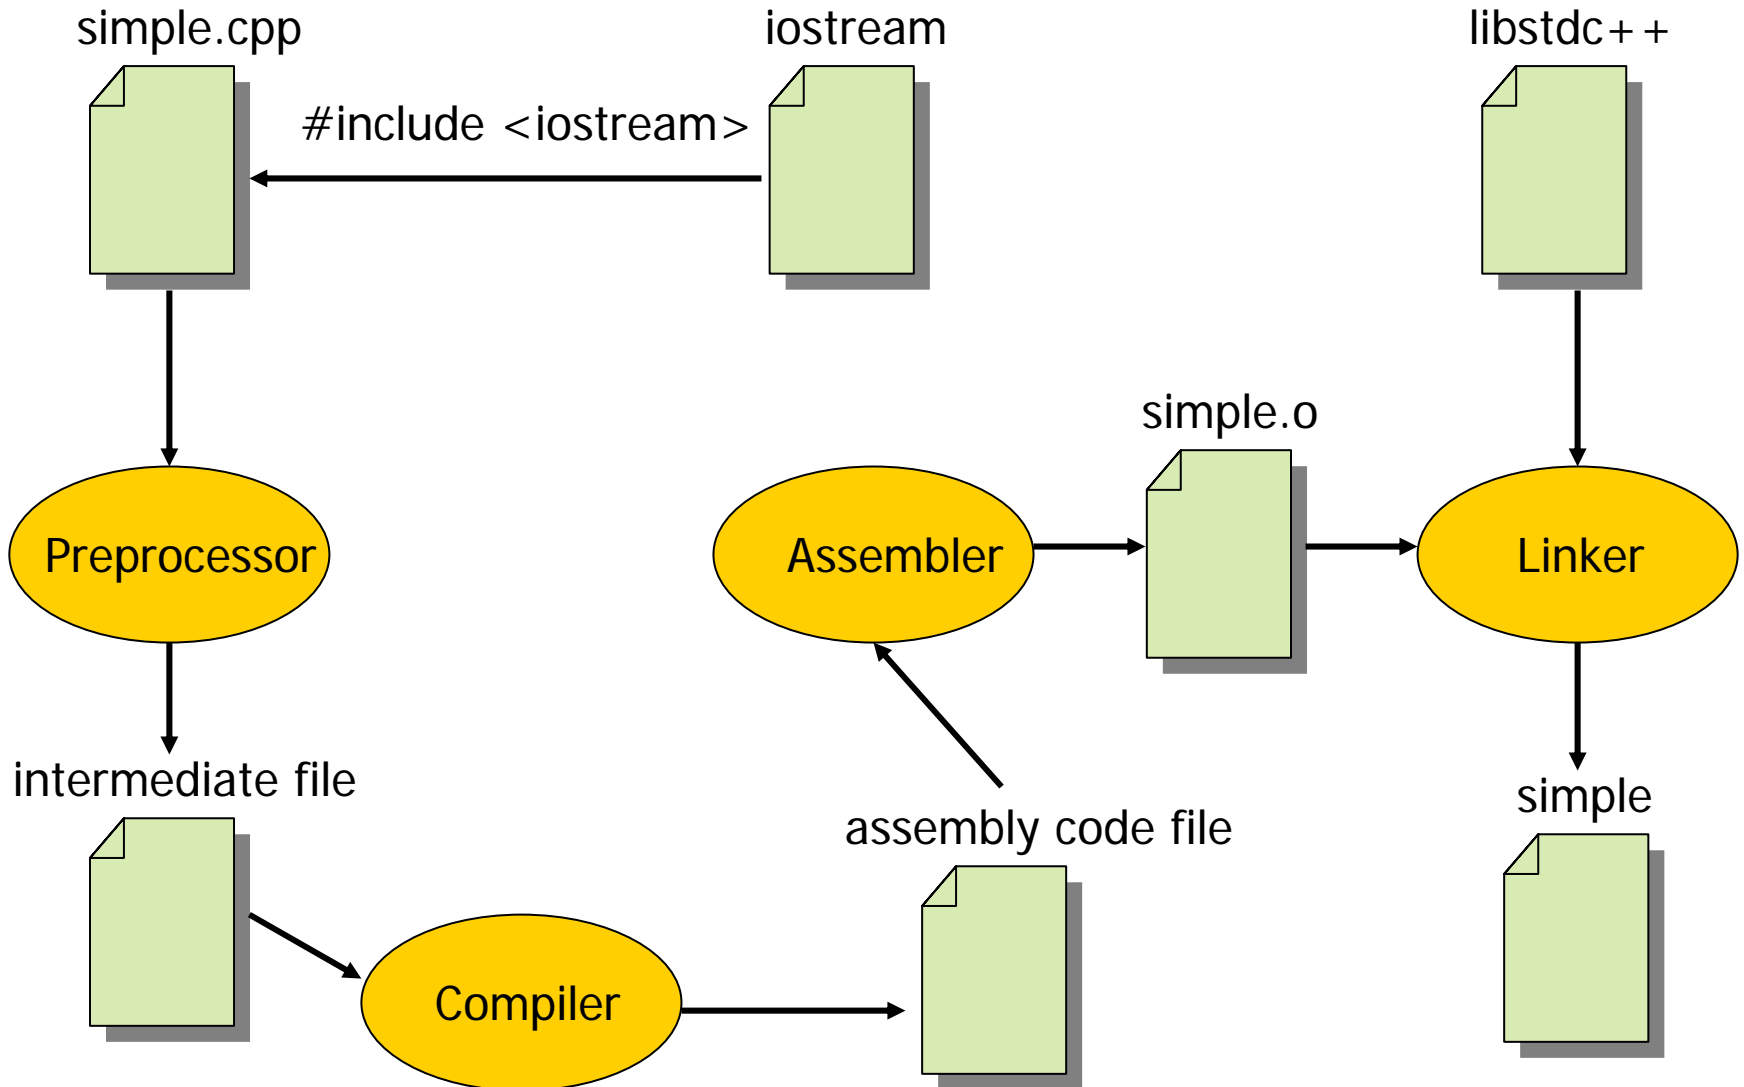 simple.cpp
iostream
libstdc++
#include <iostream>
simple.o
Preprocessor
Assembler
Linker
intermediate file
simple
assembly code file
Compiler